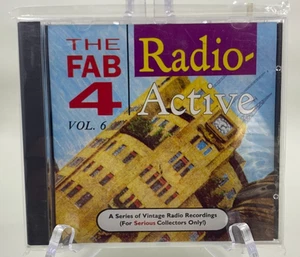 THE
FAB
4
VOL. 6
Radio-
Active
A Series of Vintage Radio Recordings
(For Serious Collectors Only!)